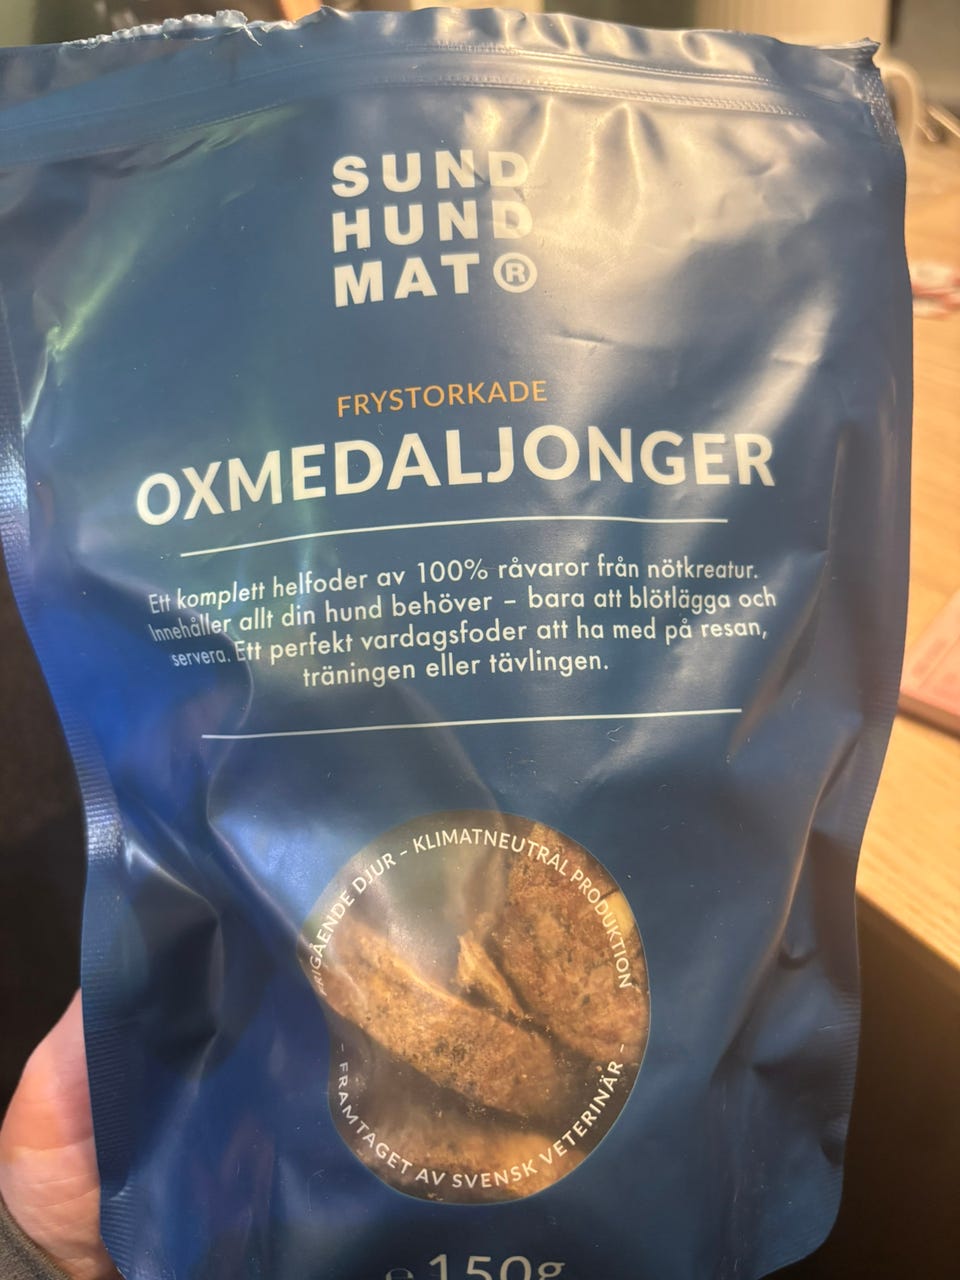 SUND
HUND
MAT®
FRYSTORKADE
OXMEDALJONGER
Ett komplett helfoder av 100% råvaror från nötkreatur.
Innehåller allt din hund behöver – bara att blötlägga och
servera. Ett perfekt vardagsfoder att ha med på resan,
träningen eller tävlingen.
FRIGÅENDE DJUR – KLIMATNEUTRAL PRODUKTION
– FRAMTAGET AV SVENSK VETERINÄR –
e 150g